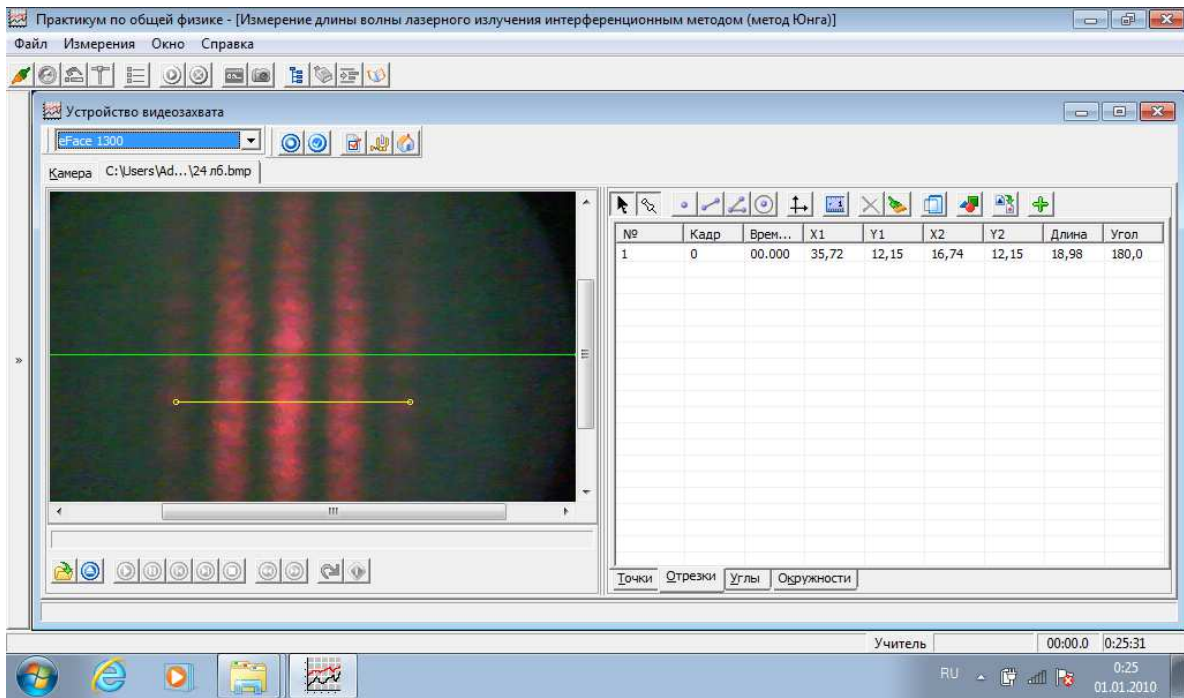 Практикум по общей физике - [Измерение длины волны лазерного излучения интерференционным методом (метод Юнга)]
Файл Измерения Окно Справка
Устройство видеозахвата
eFace 1300
Камера C:\Users\Ad...\24 лб.bmp
№ Кадр Врем... X1 Y1 X2 Y2 Длина Угол
1 0 00.000 35,72 12,15 16,74 12,15 18,98 180,0
»
Точки Отрезки Углы Окружности
Учитель 00:00.0 0:25:31
RU 0:25
01.01.2010